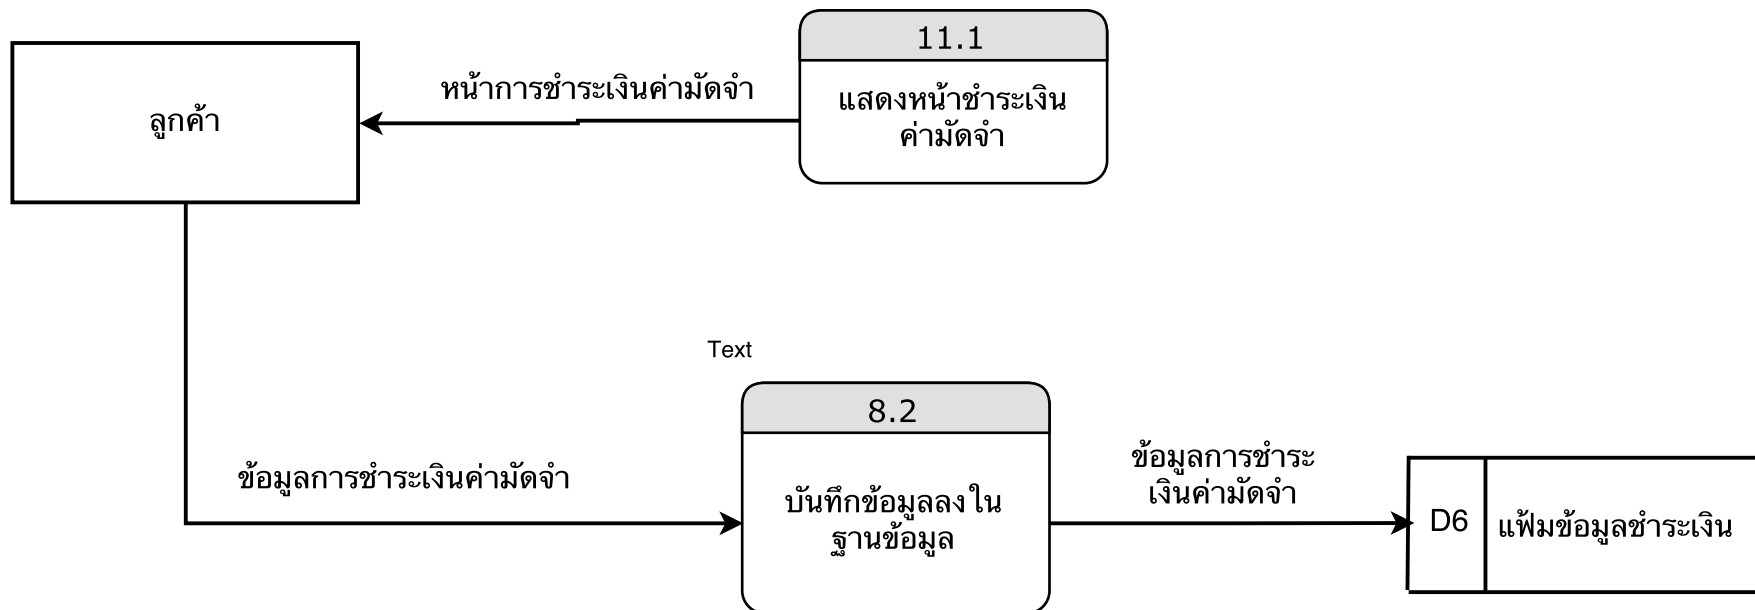 11.1
หน้าการชำระเงินค่ามัดจำ
แสดงหน้าชำระเงิน
ค่ามัดจำ
ลูกค้า
Text
8.2
ข้อมูลการชำระเงินค่ามัดจำ
บันทึกข้อมูลลงใน
ฐานข้อมูล
ข้อมูลการชำระ
เงินค่ามัดจำ
D6
แฟ้มข้อมูลชำระเงิน